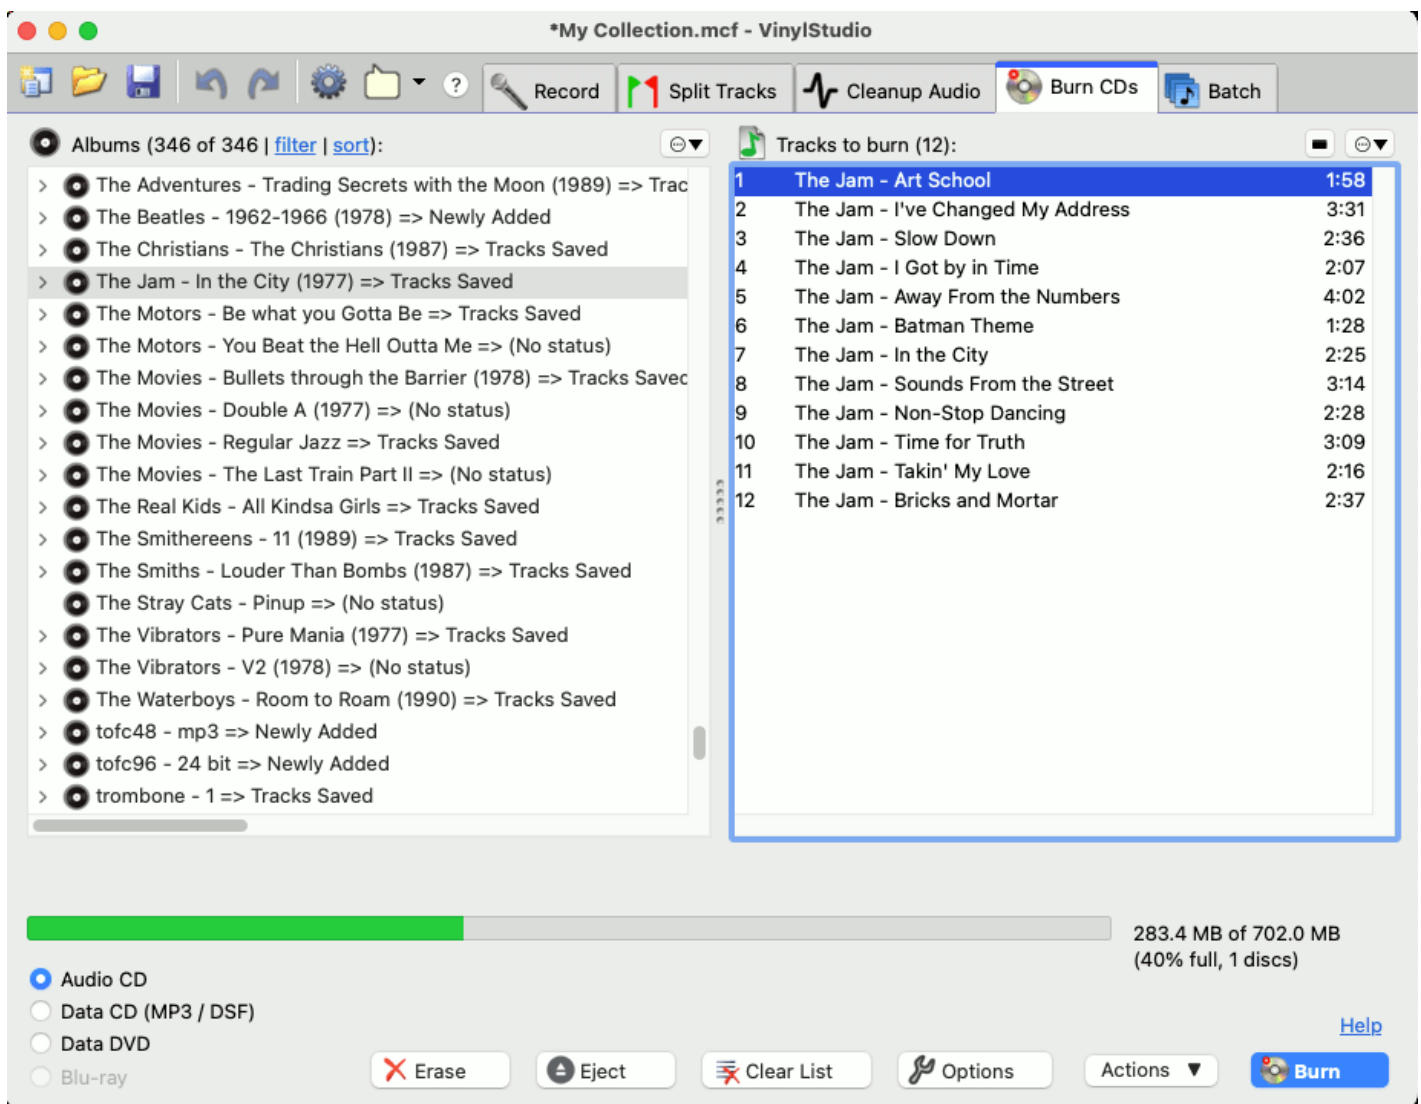 *My Collection.mcf - VinylStudio
? Record Split Tracks Cleanup Audio Burn CDs Batch
Albums (346 of 346 | filter | sort):
The Adventures - Trading Secrets with the Moon (1989) => Trac
The Beatles - 1962-1966 (1978) => Newly Added
The Christians - The Christians (1987) => Tracks Saved
The Jam - In the City (1977) => Tracks Saved
The Motors - Be what you Gotta Be => Tracks Saved
The Motors - You Beat the Hell Outta Me => (No status)
The Movies - Bullets through the Barrier (1978) => Tracks Saved
The Movies - Double A (1977) => (No status)
The Movies - Regular Jazz => Tracks Saved
The Movies - The Last Train Part II => (No status)
The Real Kids - All Kindsa Girls => Tracks Saved
The Smithereens - 11 (1989) => Tracks Saved
The Smiths - Louder Than Bombs (1987) => Tracks Saved
The Stray Cats - Pinup => (No status)
The Vibrators - Pure Mania (1977) => Tracks Saved
The Vibrators - V2 (1978) => (No status)
The Waterboys - Room to Roam (1990) => Tracks Saved
tofc48 - mp3 => Newly Added
tofc96 - 24 bit => Newly Added
trombone - 1 => Tracks Saved
Tracks to burn (12):
1 The Jam - Art School 1:58
2 The Jam - I've Changed My Address 3:31
3 The Jam - Slow Down 2:36
4 The Jam - I Got by in Time 2:07
5 The Jam - Away From the Numbers 4:02
6 The Jam - Batman Theme 1:28
7 The Jam - In the City 2:25
8 The Jam - Sounds From the Street 3:14
9 The Jam - Non-Stop Dancing 2:28
10 The Jam - Time for Truth 3:09
11 The Jam - Takin' My Love 2:16
12 The Jam - Bricks and Mortar 2:37
283.4 MB of 702.0 MB
(40% full, 1 discs)
Audio CD
Data CD (MP3 / DSF)
Data DVD
Blu-ray
Help
Erase Eject Clear List Options Actions Burn